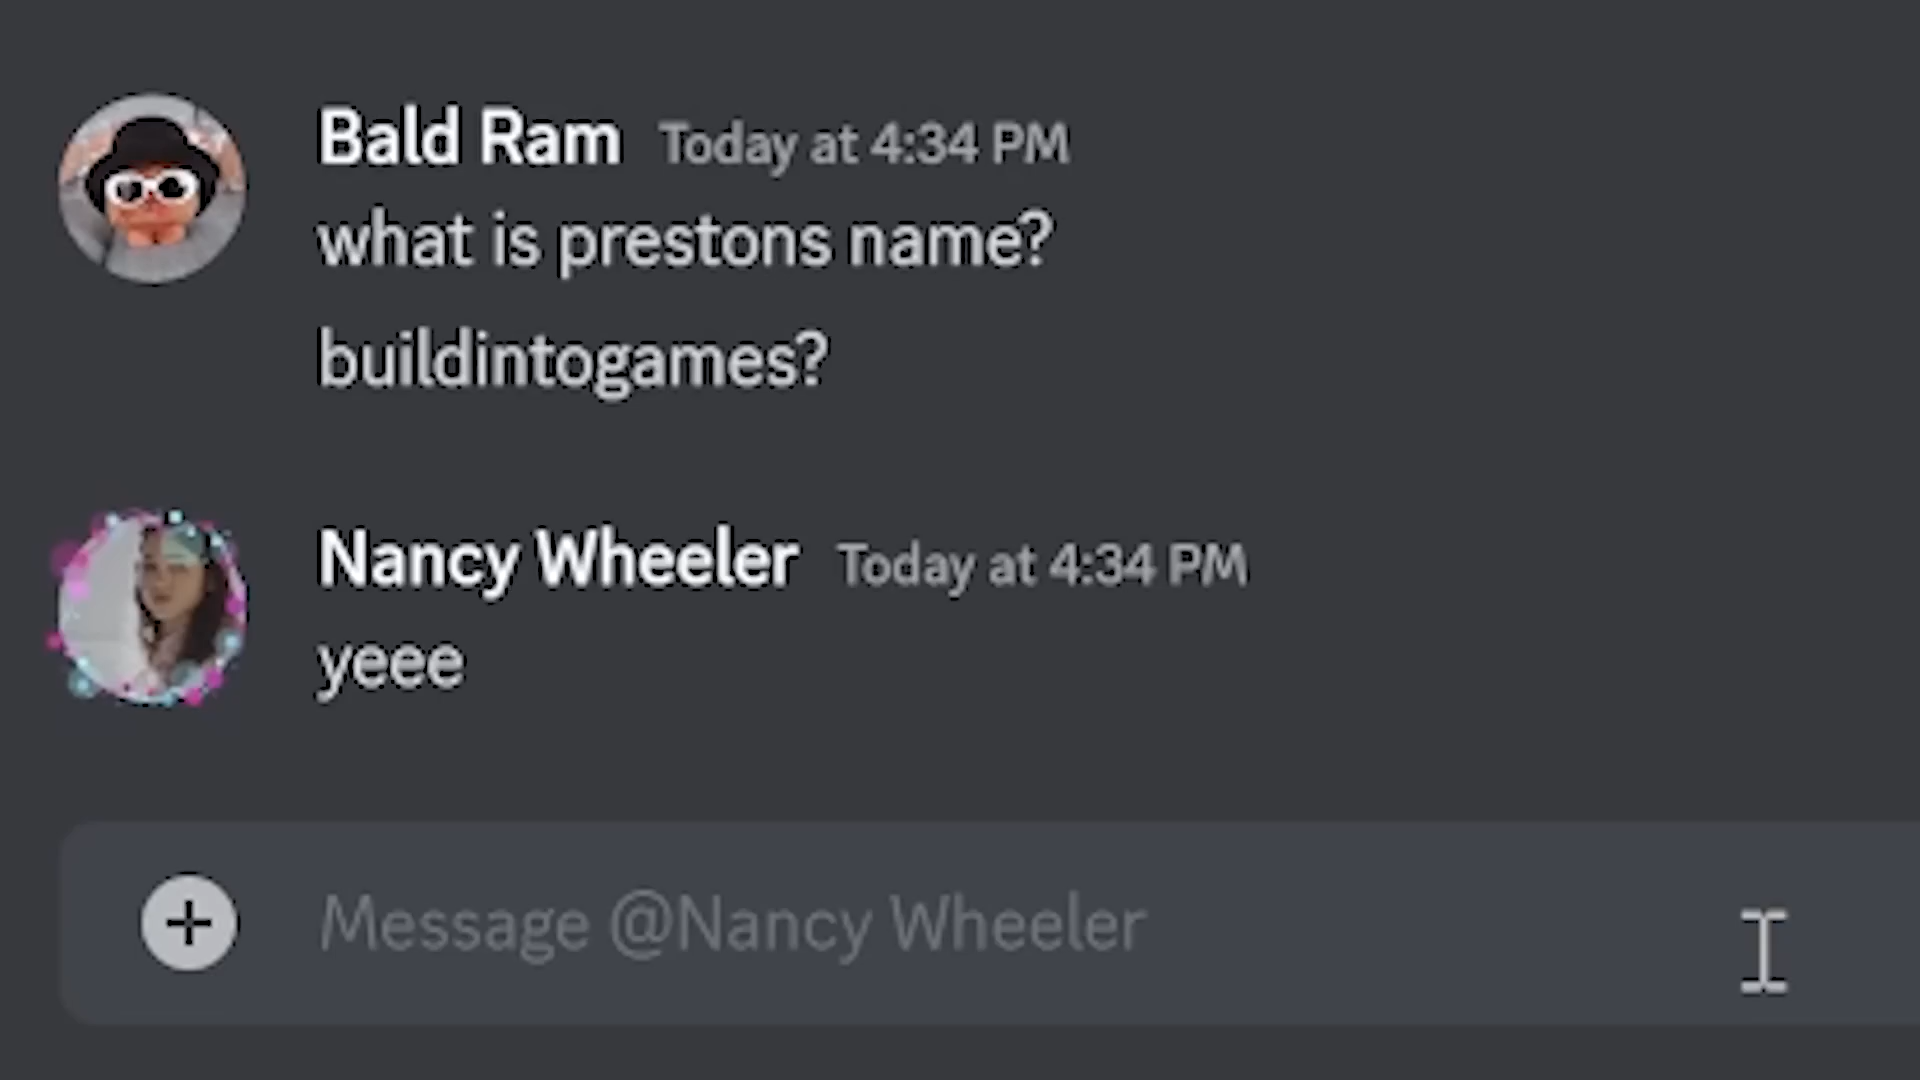 Bald Ram Today at 4:34 PM
what is prestons name?
buildintogames?
Nancy Wheeler Today at 4:34 PM
yeee
Message @Nancy Wheeler